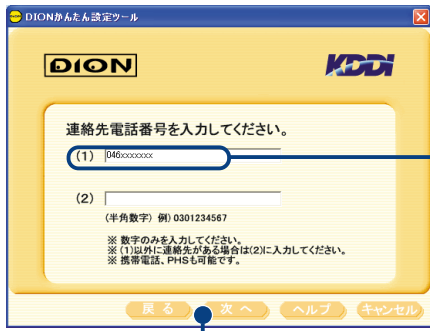 DIONかんたん設定ツール
DION
KDDI
連絡先電話番号を入力してください。
(1) 046xxxxxxx
(2)
(半角数字) 例) 0301234567
※ 数字のみを入力してください。
※ (1)以外に連絡先がある場合は(2)に入力してください。
※ 携帯電話、PHSも可能です。
戻る 次へ ヘルプ キャンセル